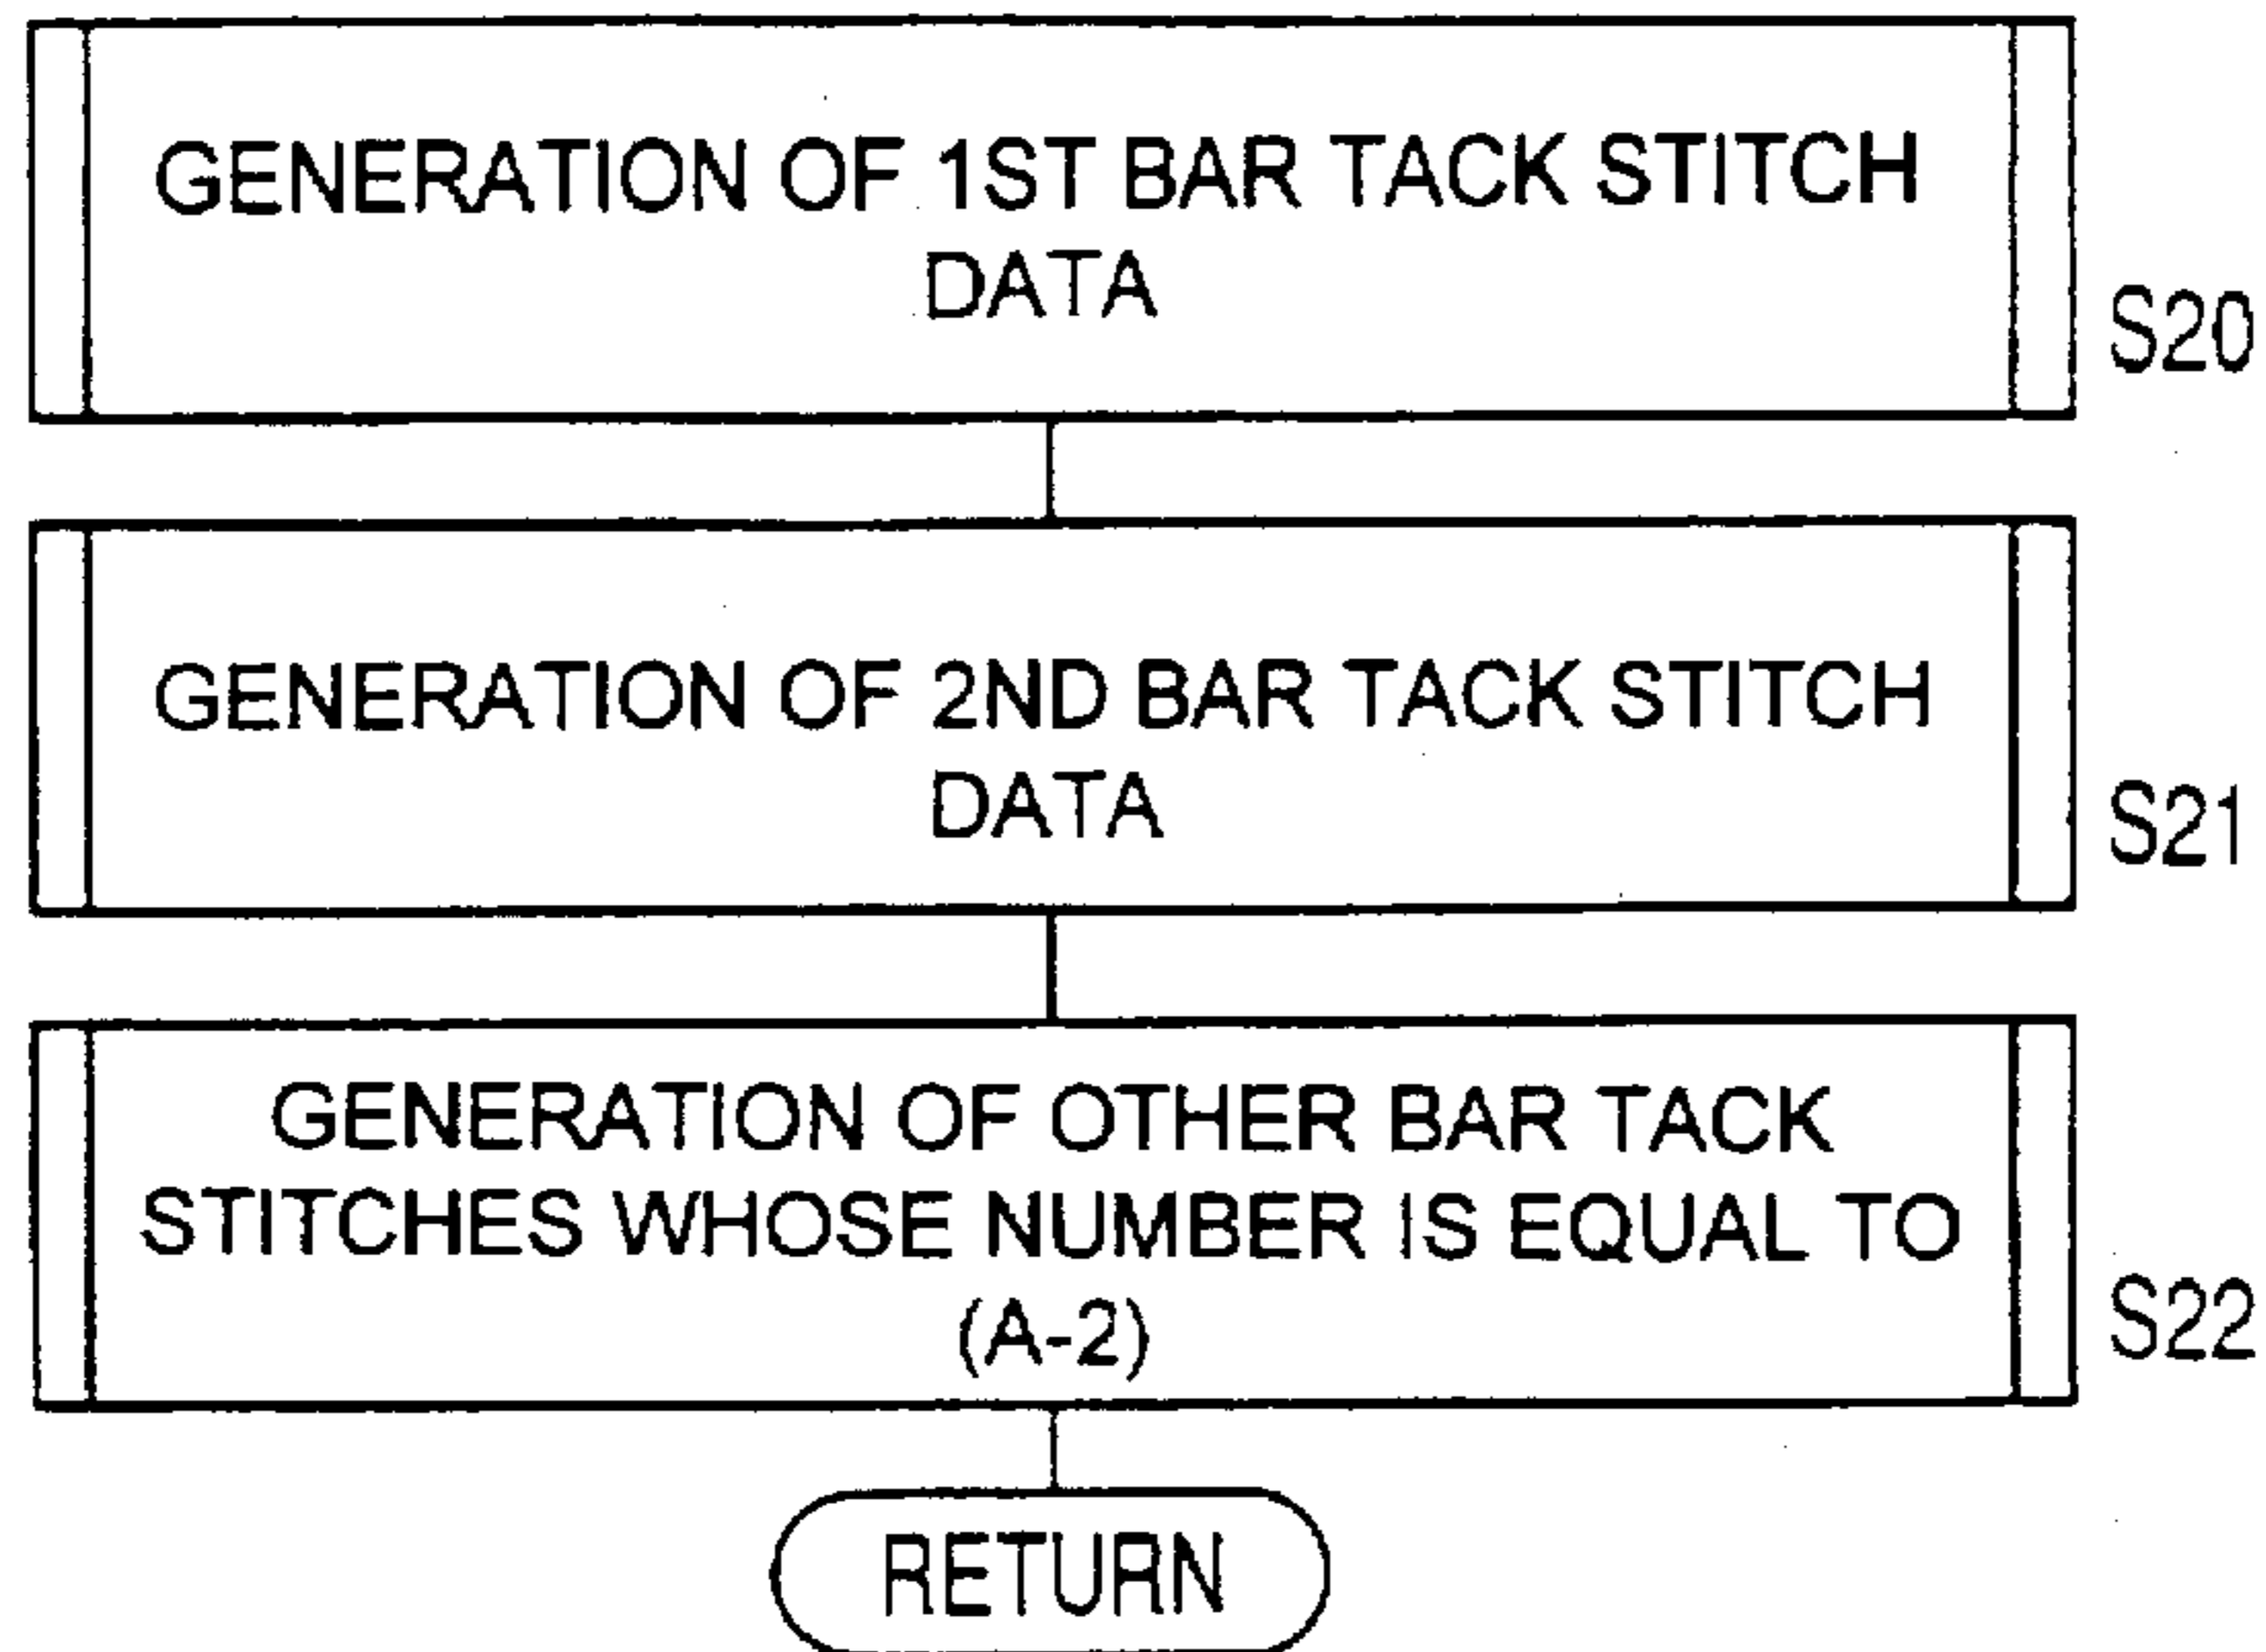 GENERATION OF 1ST BAR TACK STITCH
DATA
S20
GENERATION OF 2ND BAR TACK STITCH
DATA
S21
GENERATION OF OTHER BAR TACK
STITCHES WHOSE NUMBER IS EQUAL TO
(A-2)
S22
RETURN